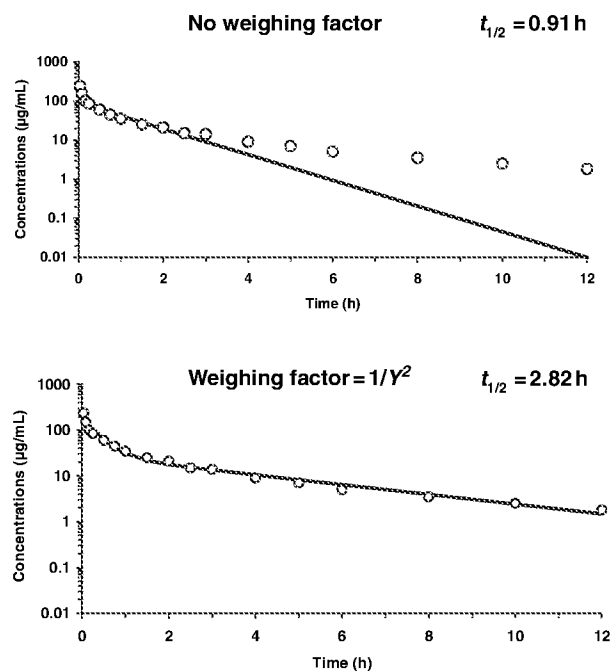 No weighing factor
t1/2 = 0.91 h
1000
100
10
1
0.1
0.01
Concentrations (µg/mL)
0 2 4 6 8 10 12
Time (h)
Weighing factor = 1/Y²
t1/2 = 2.82 h
1000
100
10
1
0.1
0.01
Concentrations (µg/mL)
0 2 4 6 8 10 12
Time (h)